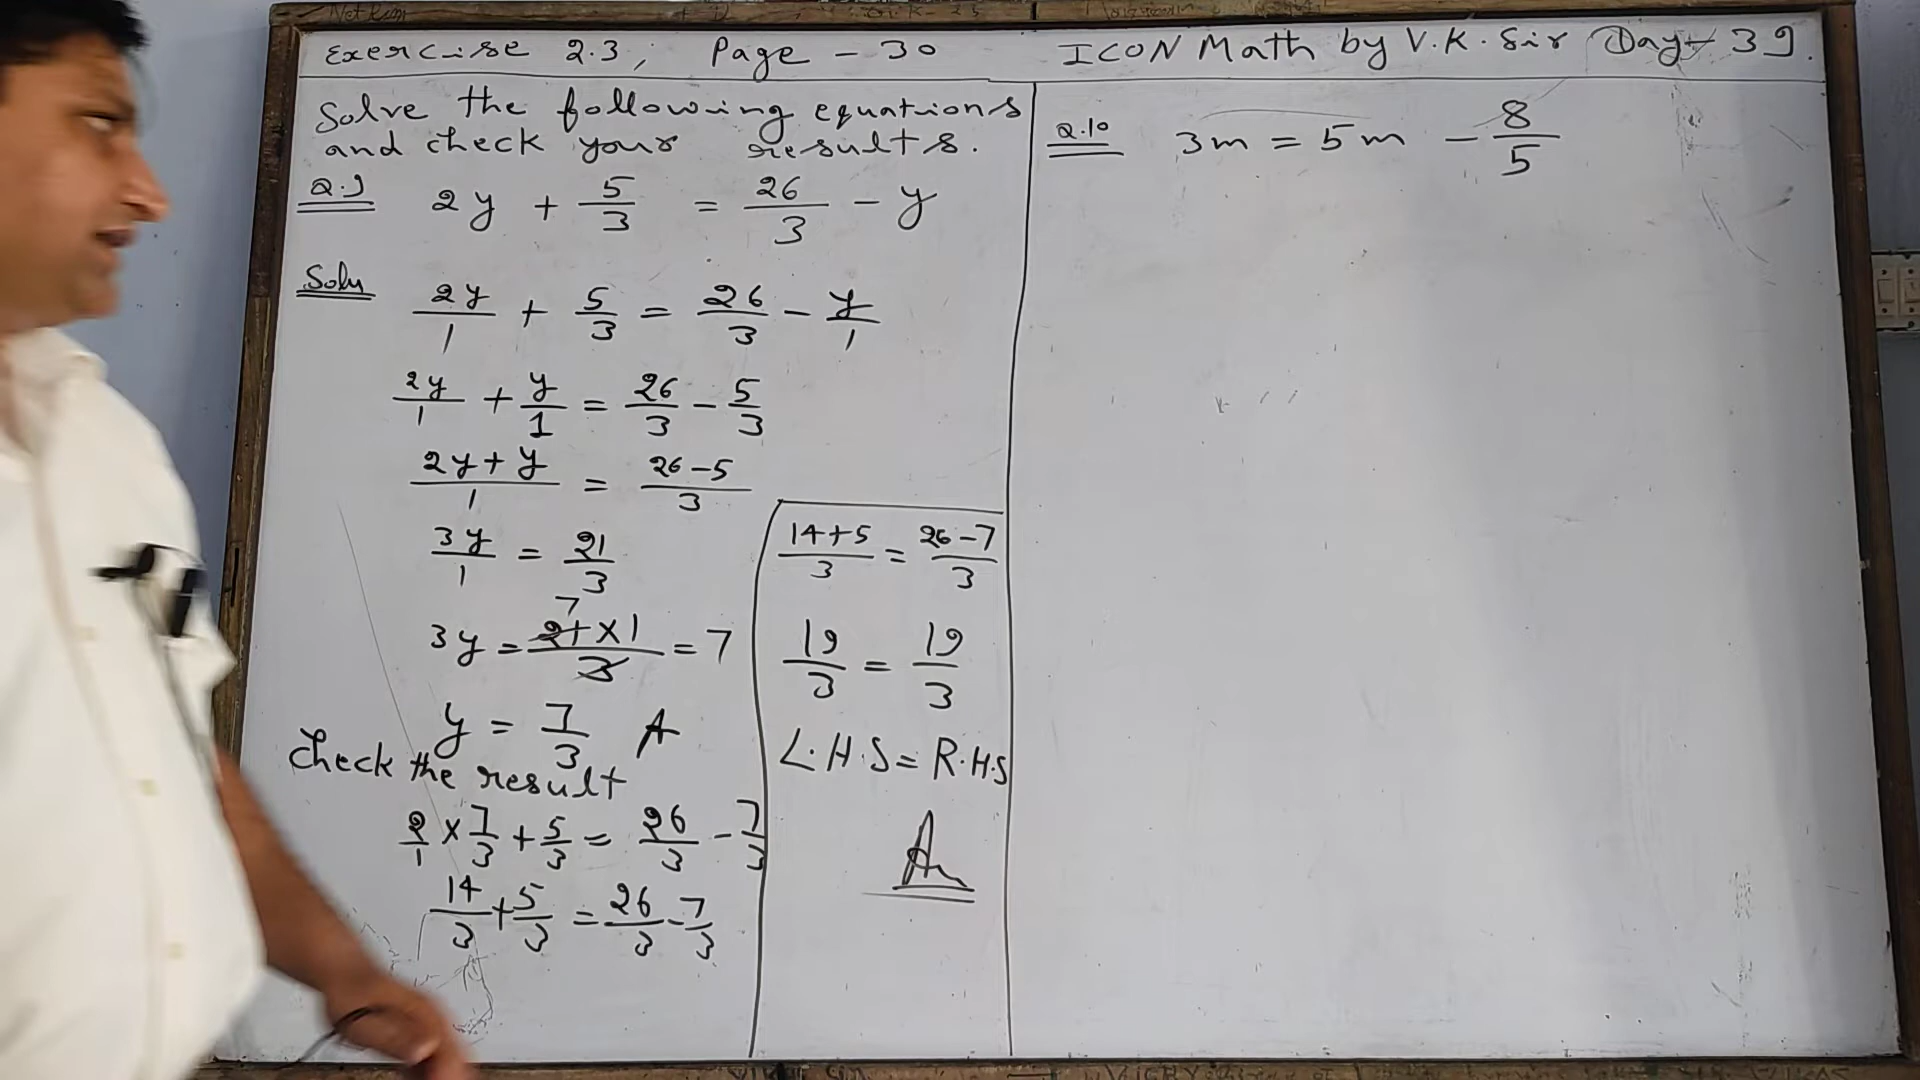 Exercise 2.3, Page - 30
ICON Math by V.K. Sir Day-39.
Solve the following equations
and check your results.
Q.9 2y + 5/3 = 26/3 - y
Soln 2y/1 + 5/3 = 26/3 - y/1
2y/1 + y/1 = 26/3 - 5/3
2y+y/1 = 26-5/3
3y/1 = 21/3
3y = 21×1/3 = 7
7
y = 7/3 A
Check the result
2/1 × 7/3 + 5/3 = 26/3 - 7/3
14/3 + 5/3 = 26/3 - 7/3
14+5/3 = 26-7/3
19/3 = 19/3
L.H.S = R.H.S
A
Q.10 3m = 5m - 8/5